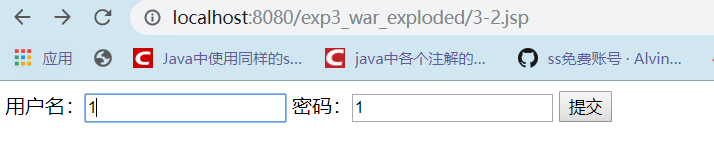 localhost:8080/exp3_war_exploded/3-2.jsp
应用 Java中使用同样的s... java中各个注解的... ss免费账号 · Alvin...
用户名：1 密码：1 提交